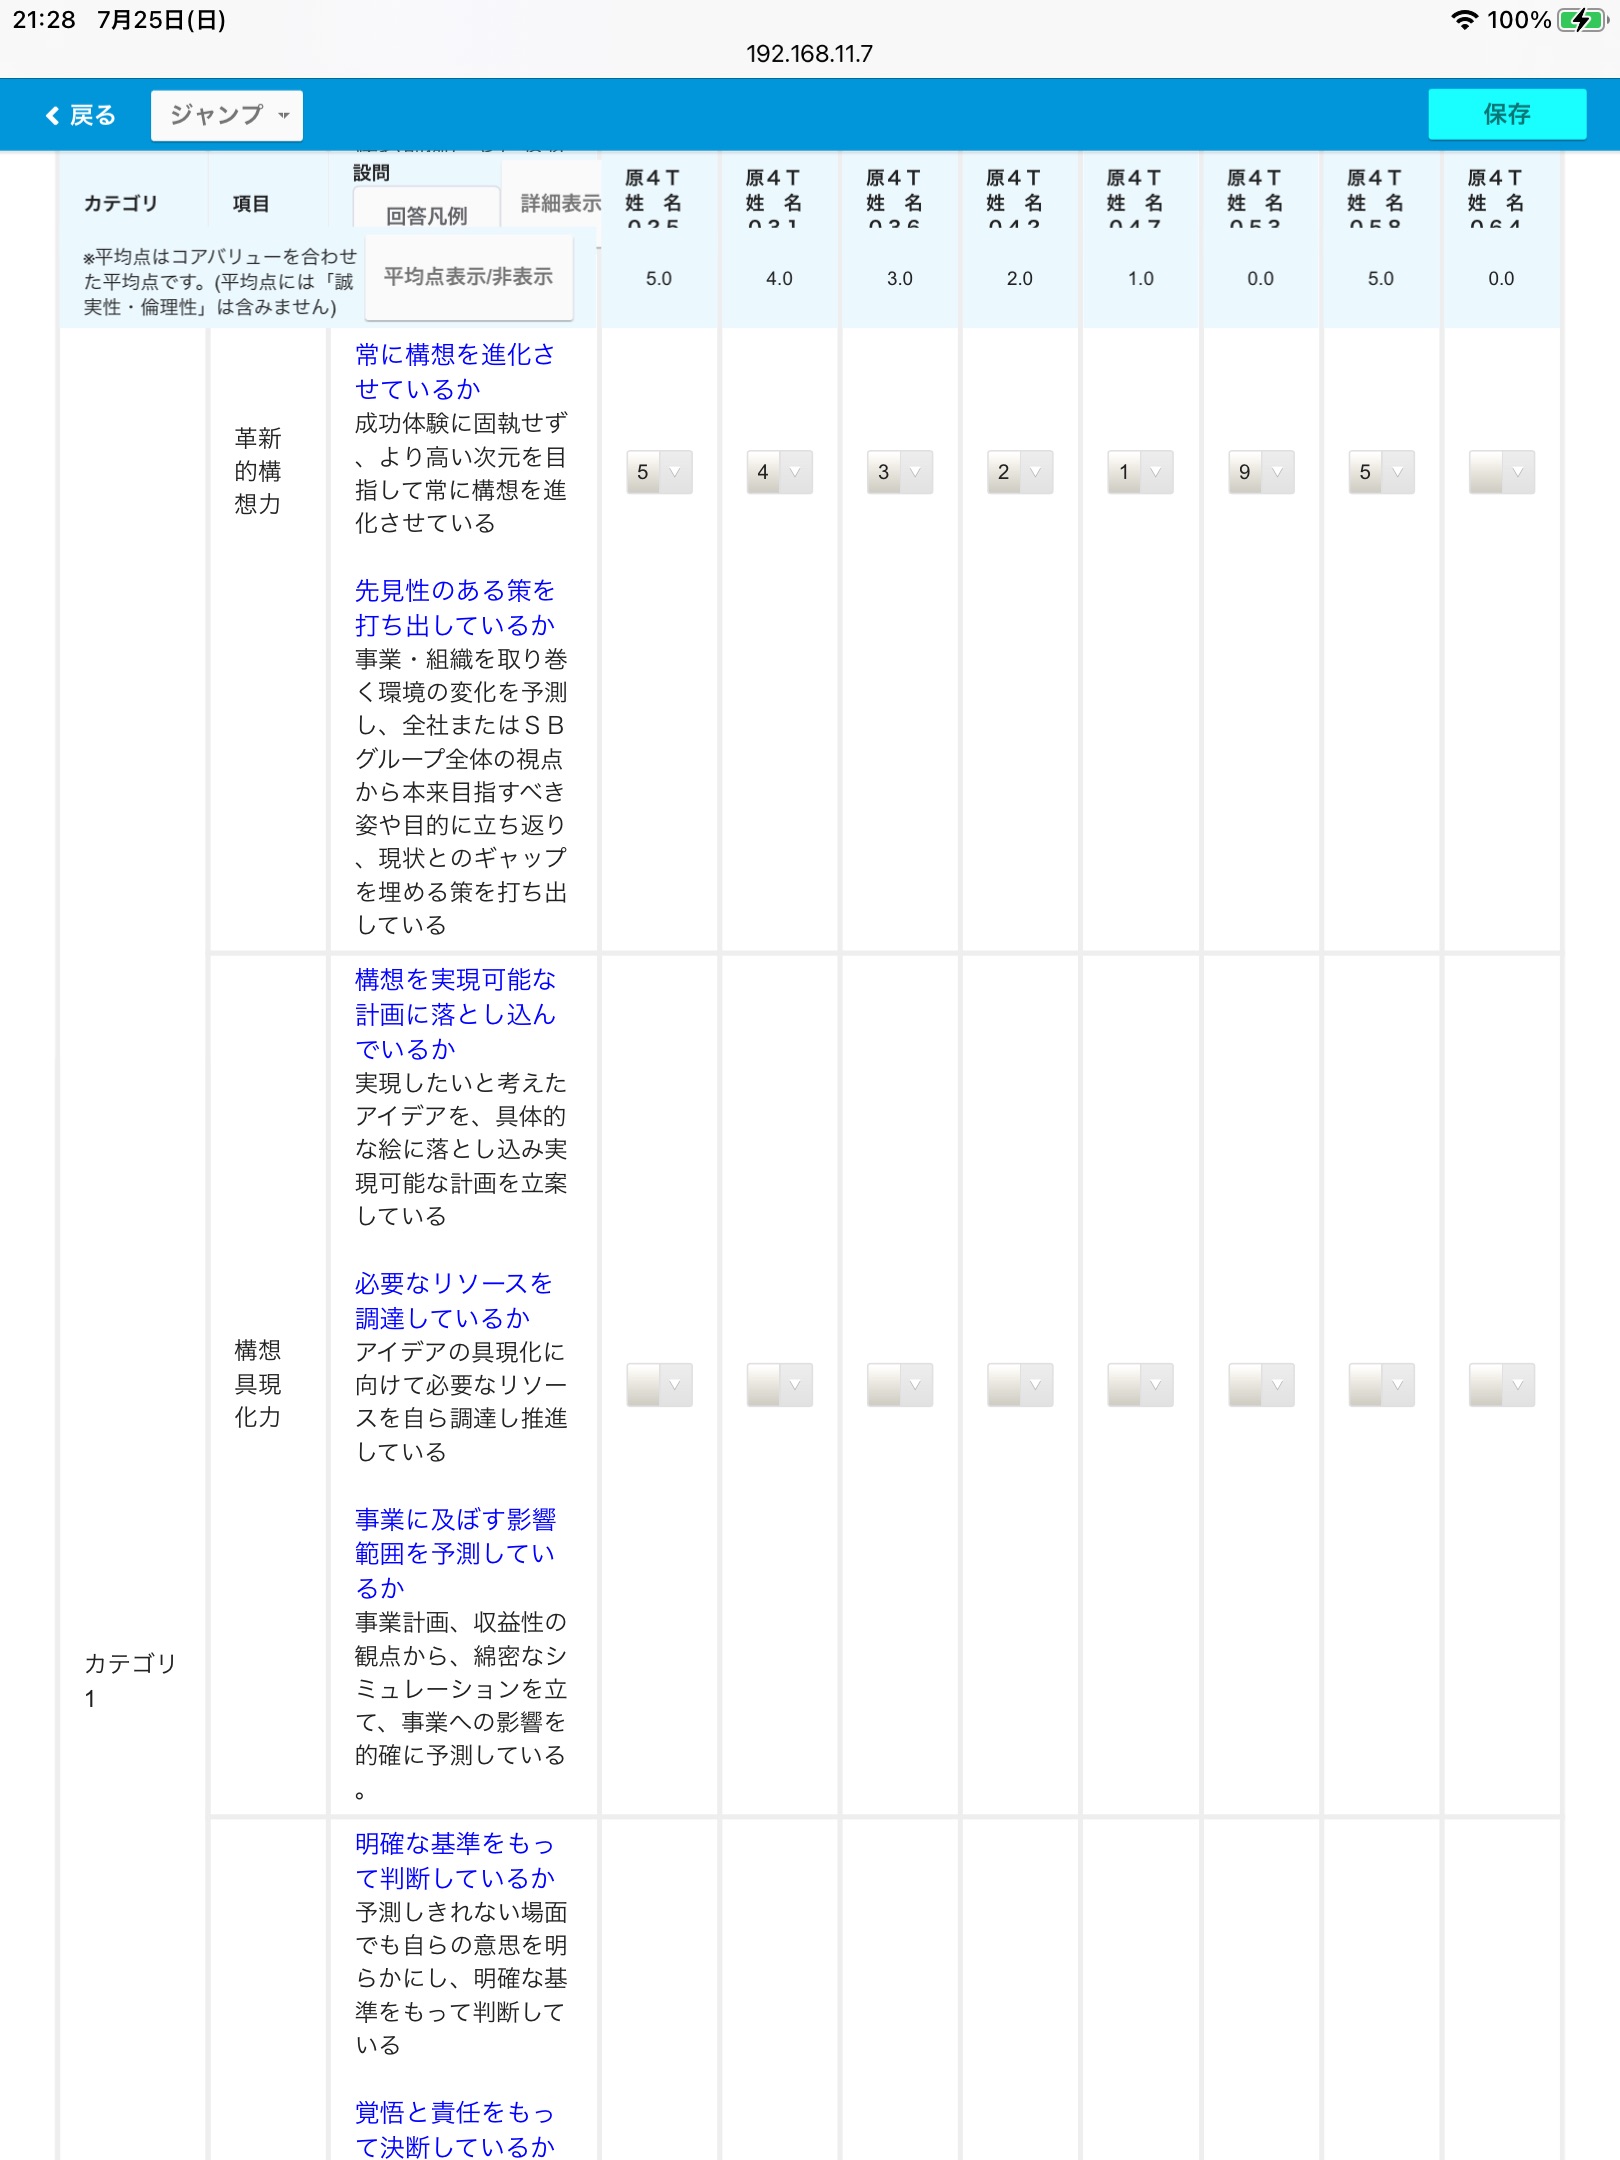 21:28 7月25日(日)
100%
192.168.11.7
戻る
ジャンプ
保存
カテゴリ
項目
設問
回答凡例
詳細表示
原4T
姓 名
025
原4T
姓 名
031
原4T
姓 名
036
原4T
姓 名
042
原4T
姓 名
047
原4T
姓 名
053
原4T
姓 名
058
原4T
姓 名
064
※平均点はコアバリューを合わせ
た平均点です。(平均点には「誠
実性・倫理性」は含みません)
平均点表示/非表示
5.0
4.0
3.0
2.0
1.0
0.0
5.0
0.0
カテゴリ
1
革新
的構
想力
常に構想を進化さ
せているか
成功体験に固執せず
、より高い次元を目
指して常に構想を進
化させている
先見性のある策を
打ち出しているか
事業・組織を取り巻
く環境の変化を予測
し、全社またはSB
グループ全体の視点
から本来目指すべき
姿や目的に立ち返り
、現状とのギャップ
を埋める策を打ち出
している
5
4
3
2
1
9
5
構想
具現
化力
構想を実現可能な
計画に落とし込ん
でいるか
実現したいと考えた
アイデアを、具体的
な絵に落とし込み実
現可能な計画を立案
している
必要なリソースを
調達しているか
アイデアの具現化に
向けて必要なリソー
スを自ら調達し推進
している
事業に及ぼす影響
範囲を予測してい
るか
事業計画、収益性の
観点から、綿密なシ
ミュレーションを立
て、事業への影響を
的確に予測している
。
明確な基準をもっ
て判断しているか
予測しきれない場面
でも自らの意思を明
らかにし、明確な基
準をもって判断して
いる
覚悟と責任をもっ
て決断しているか